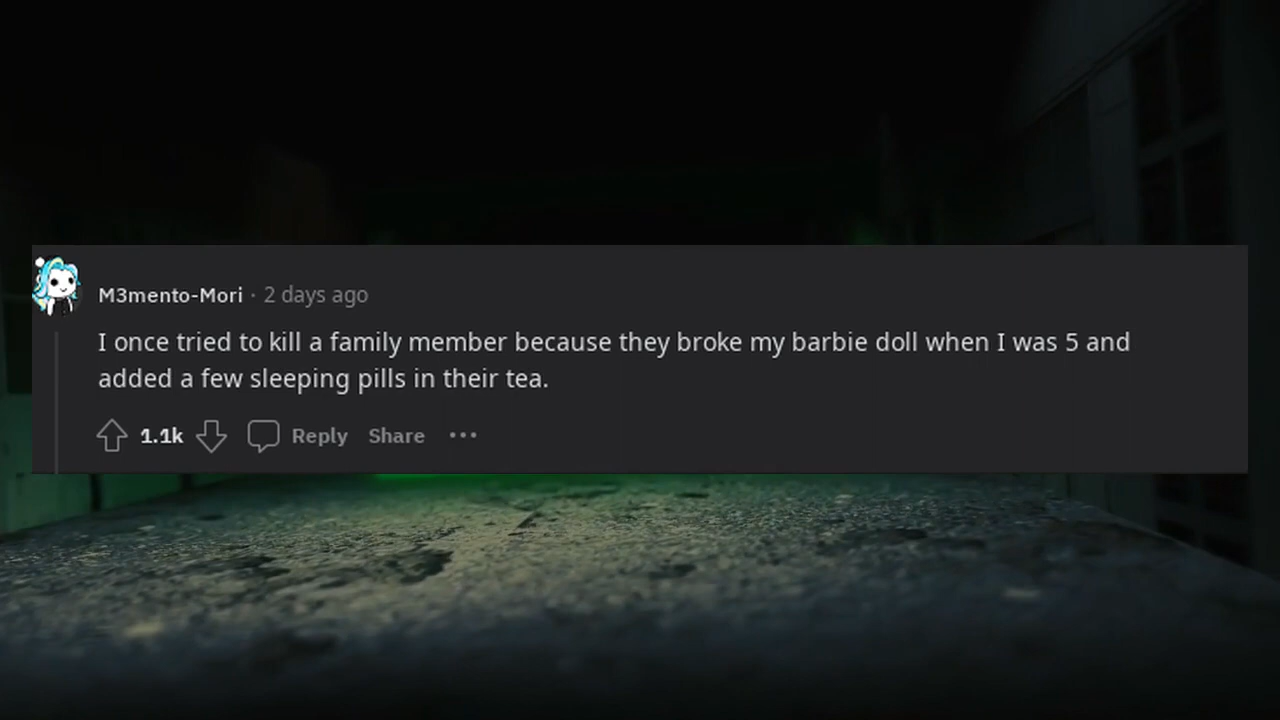 M3mento-Mori · 2 days ago
I once tried to kill a family member because they broke my barbie doll when I was 5 and
added a few sleeping pills in their tea.
1.1k Reply Share •••